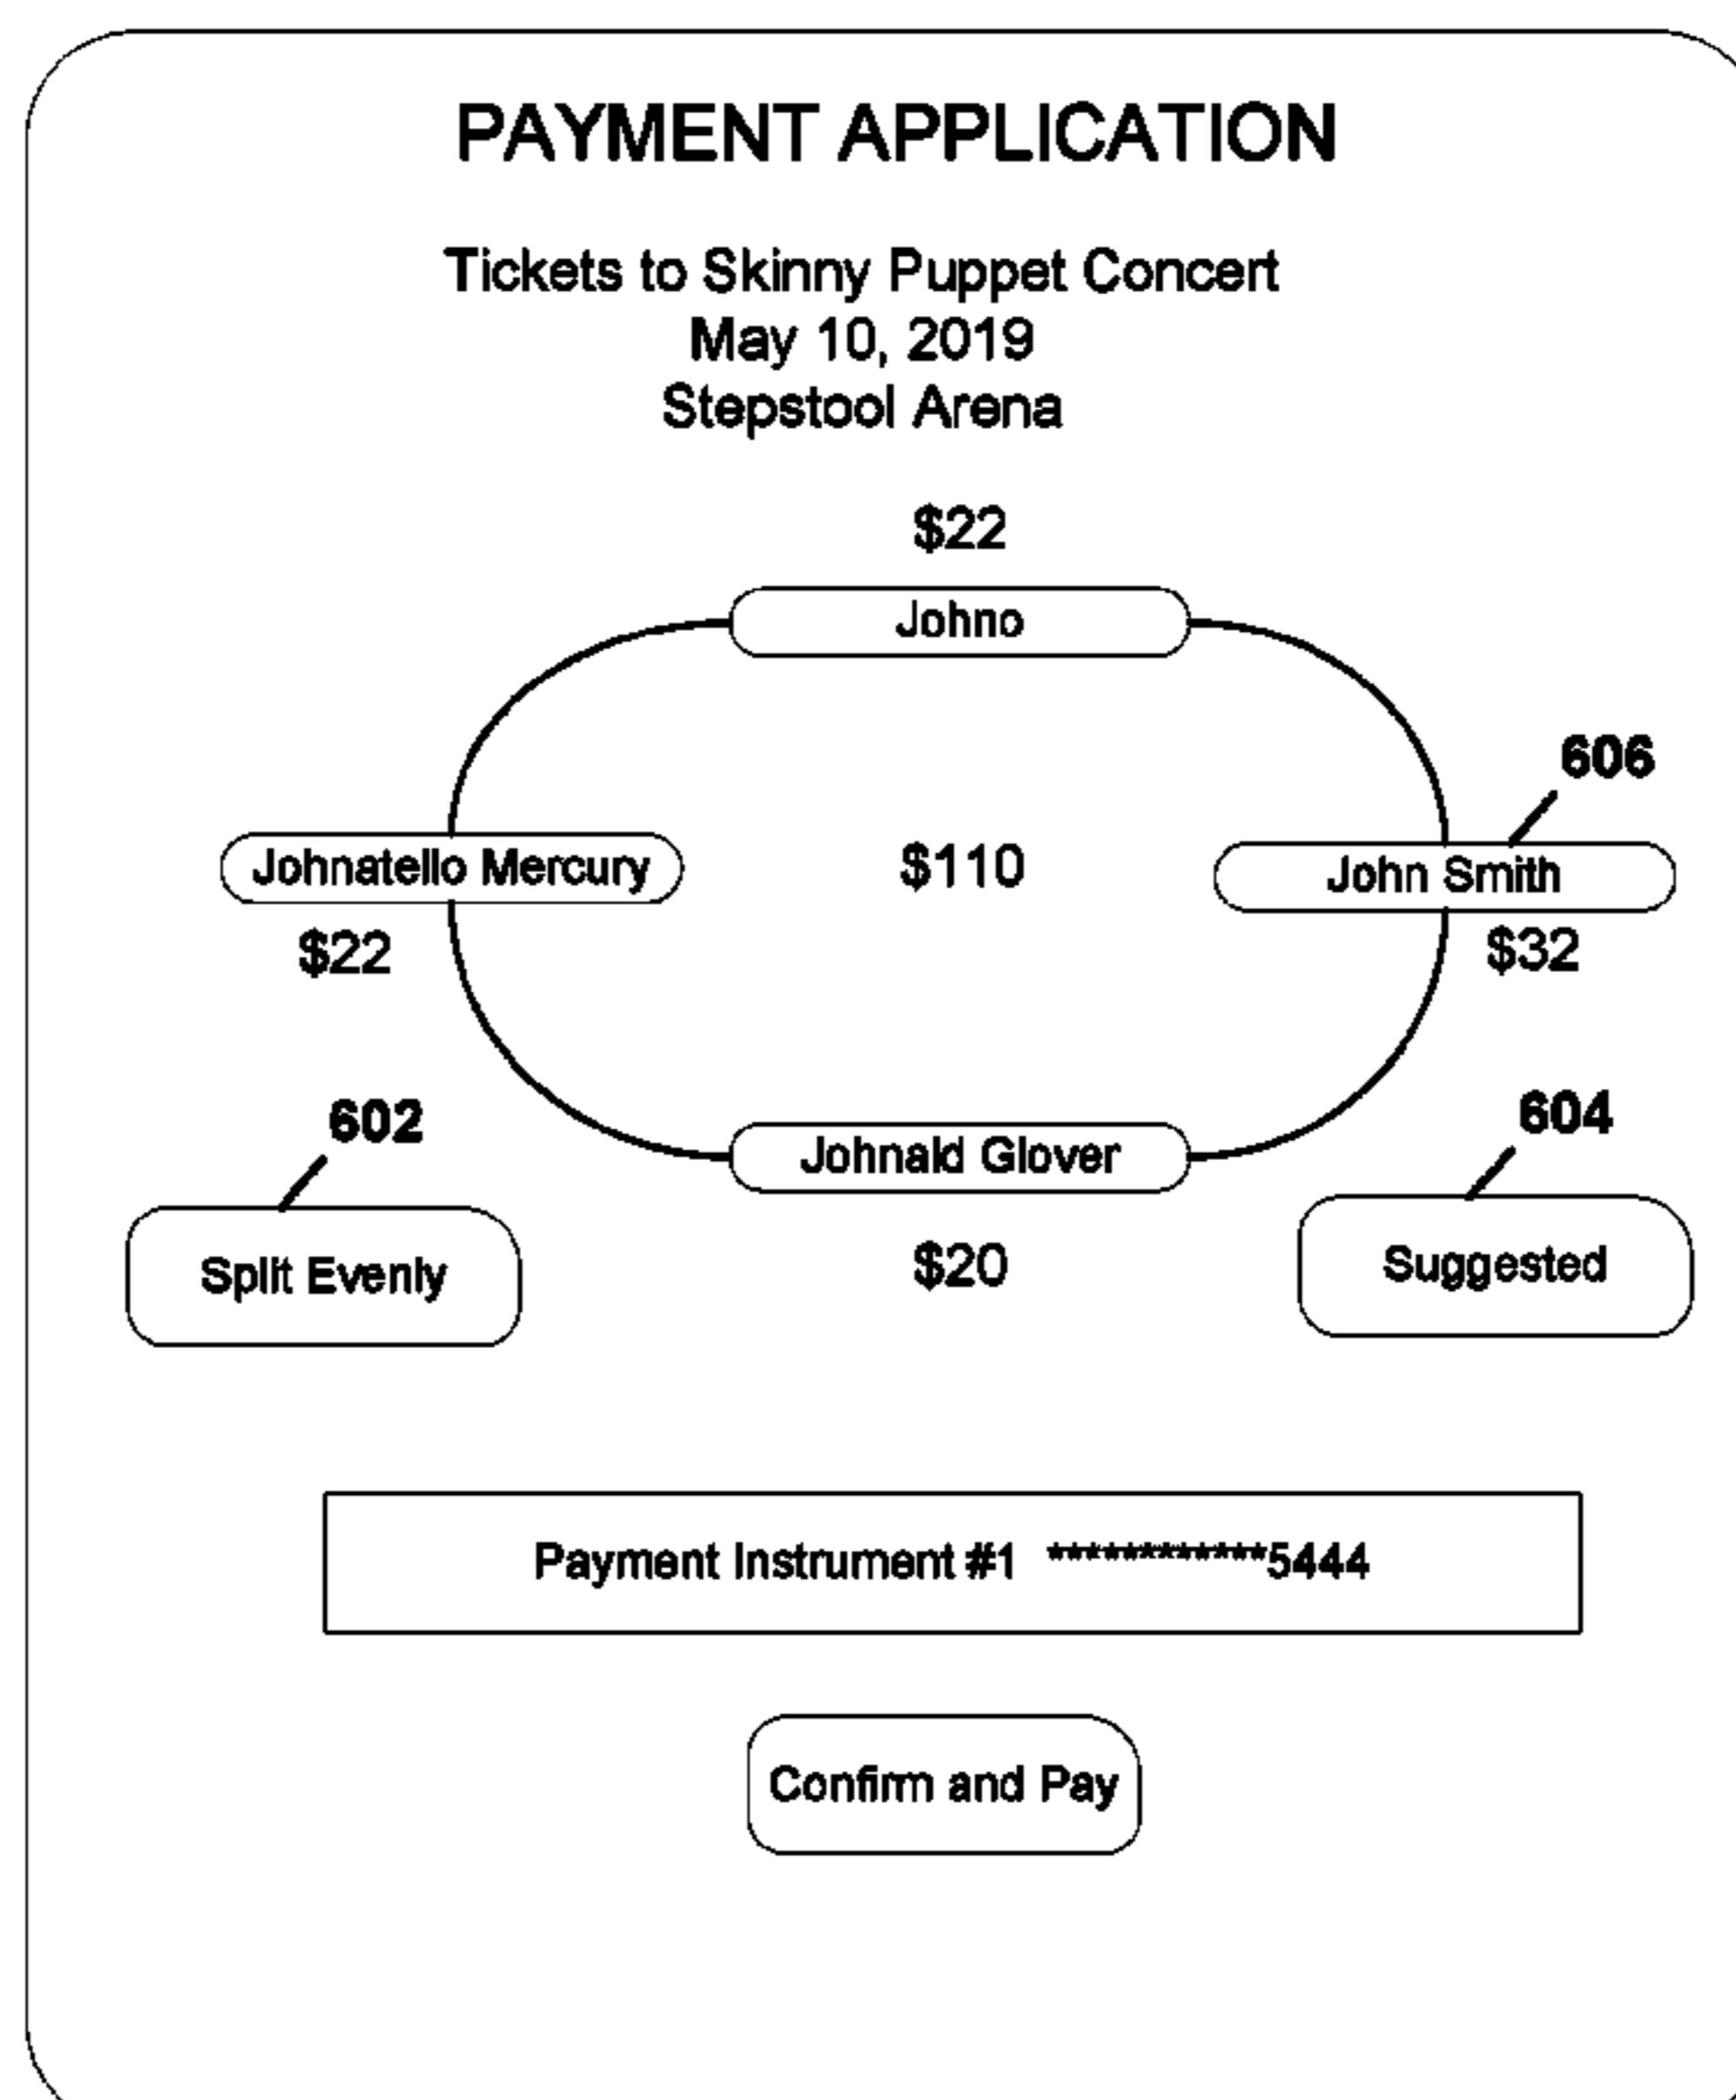 PAYMENT APPLICATION
Tickets to Skinny Puppet Concert
May 10, 2019
Stepstool Arena
$22
Johno
606
Johnatello Mercury
$110
John Smith
$22
$32
602
604
Johnald Glover
Split Evenly
$20
Suggested
Payment Instrument #1 ************5444
Confirm and Pay